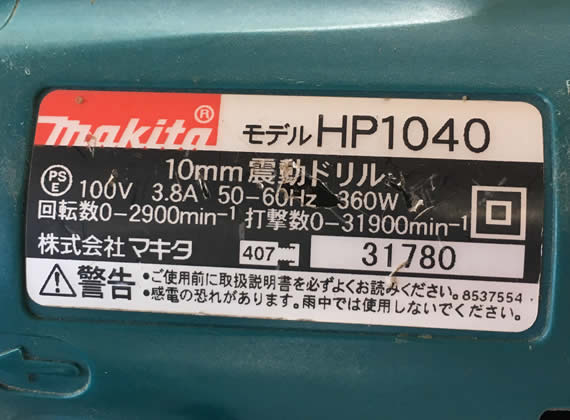 makita® モデル HP1040
10mm 震動ドリル
PS E 100V 3.8A 50-60Hz 360W
回転数0-2900min-1 打撃数0-31900min-1
株式会社マキタ 407 31780
警告 •ご使用前に取扱説明書を必ずよくお読みください。8537554
•感電の恐れがあります。雨中では使用しないでください。